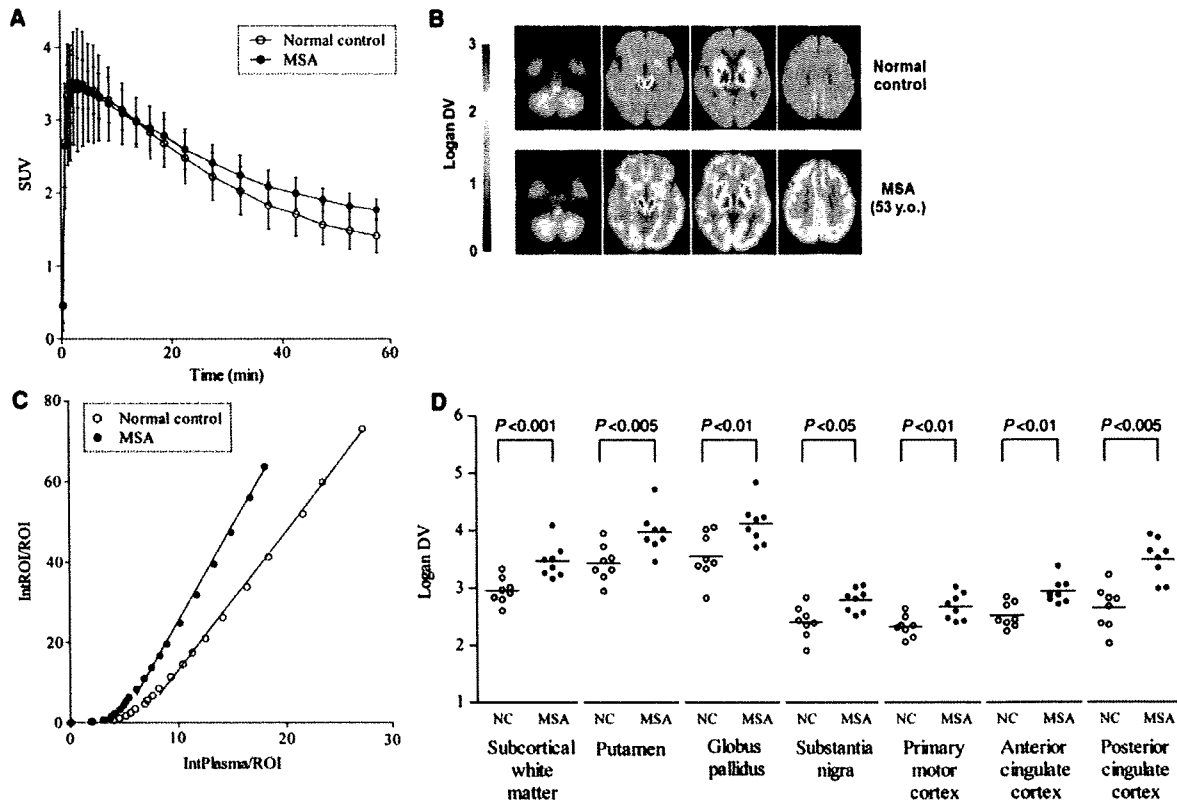 A
4
3
2
1
0
SUV
Normal control
MSA
0
20
40
60
Time (min)
B
3
2
1
0
Logan DV
Normal
control
MSA
(53 y.o.)
C
80
60
40
20
0
IntROI/ROI
Normal control
MSA
0
10
20
30
IntPlasma/ROI
D
6
5
4
3
2
1
Logan DV
P<0.001
P<0.005
P<0.01
P<0.05
P<0.01
P<0.01
P<0.005
NC MSA NC MSA NC MSA NC MSA NC MSA NC MSA NC MSA
Subcortical
white
matter
Putamen
Globus
pallidus
Substantia
nigra
Primary
motor
cortex
Anterior
cingulate
cortex
Posterior
cingulate
cortex